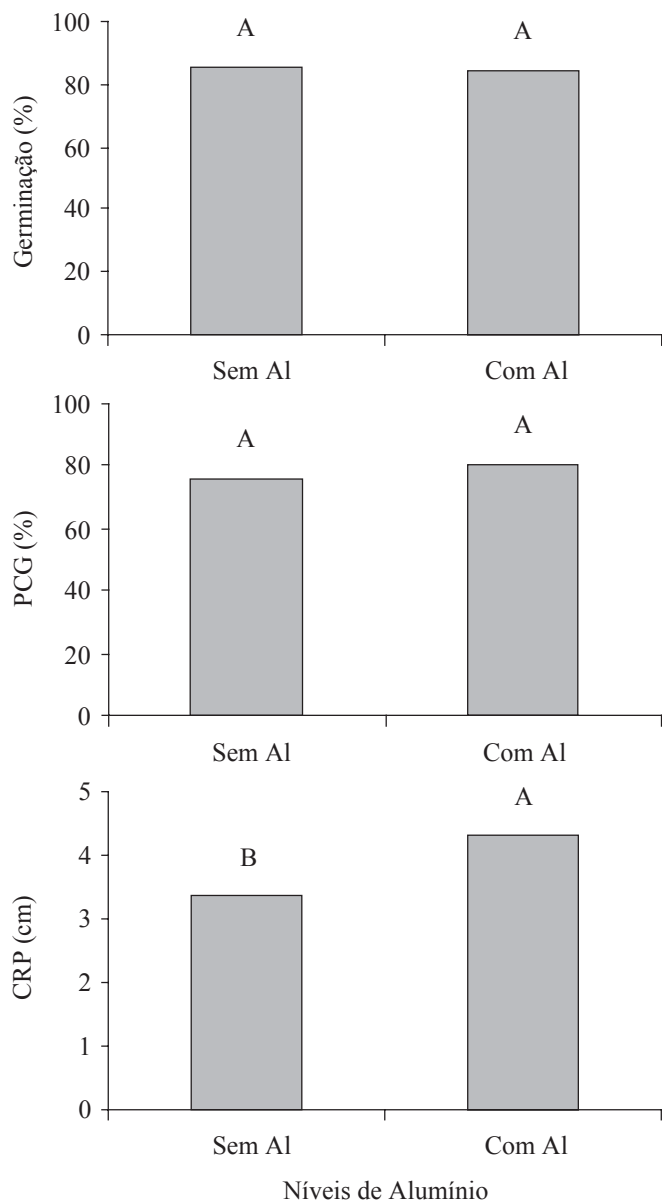 100
80
60
40
20
0
Germinação (%)
A
A
Sem Al
Com Al
100
80
60
40
20
0
PCG (%)
A
A
Sem Al
Com Al
5
4
3
2
1
0
CRP (cm)
B
A
Sem Al
Com Al
Níveis de Alumínio